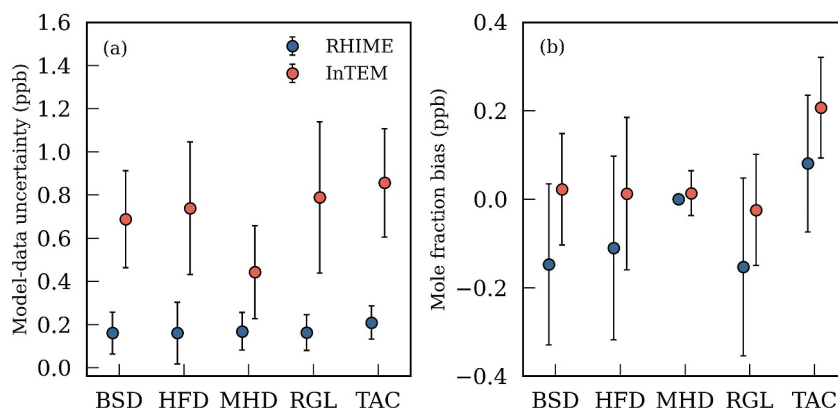 (a)
RHIME
InTEM
Model-data uncertainty (ppb)
1.6
1.4
1.2
1.0
0.8
0.6
0.4
0.2
0.0
BSD HFD MHD RGL TAC
(b)
Mole fraction bias (ppb)
0.4
0.2
0.0
−0.2
−0.4
BSD HFD MHD RGL TAC